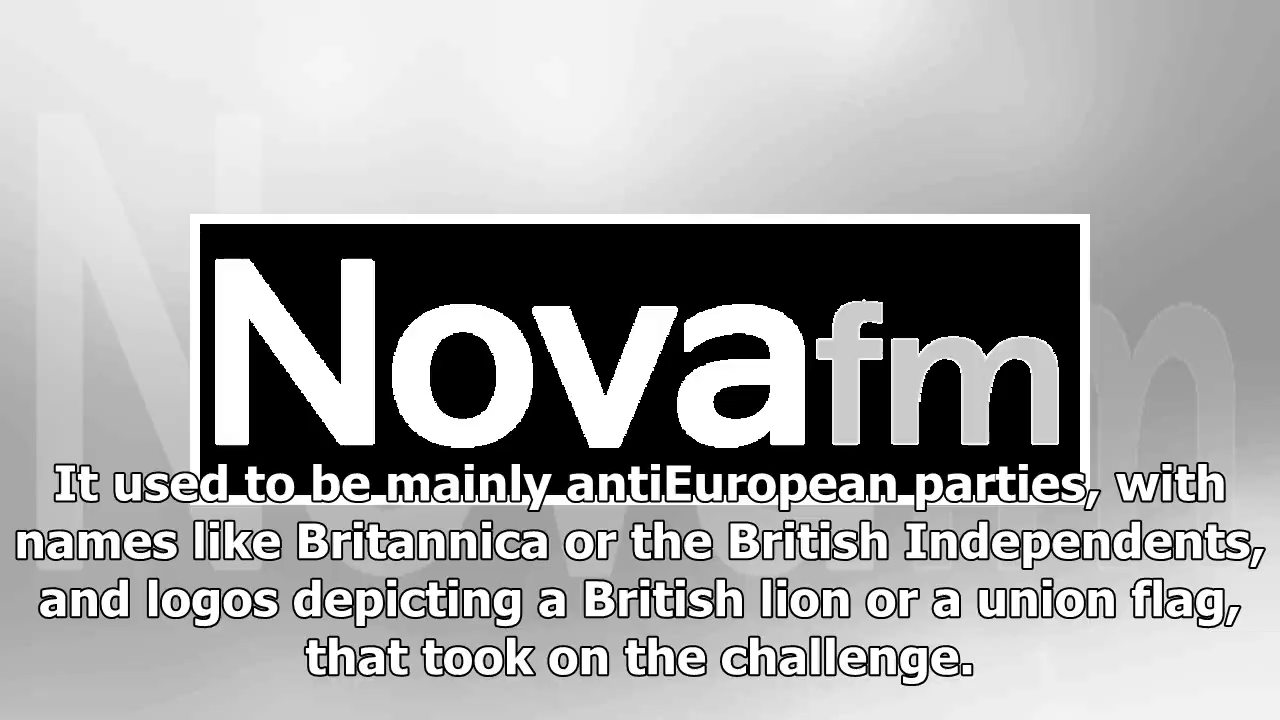 Novafm
It used to be mainly antiEuropean parties, with
names like Britannica or the British Independents,
and logos depicting a British lion or a union flag,
that took on the challenge.